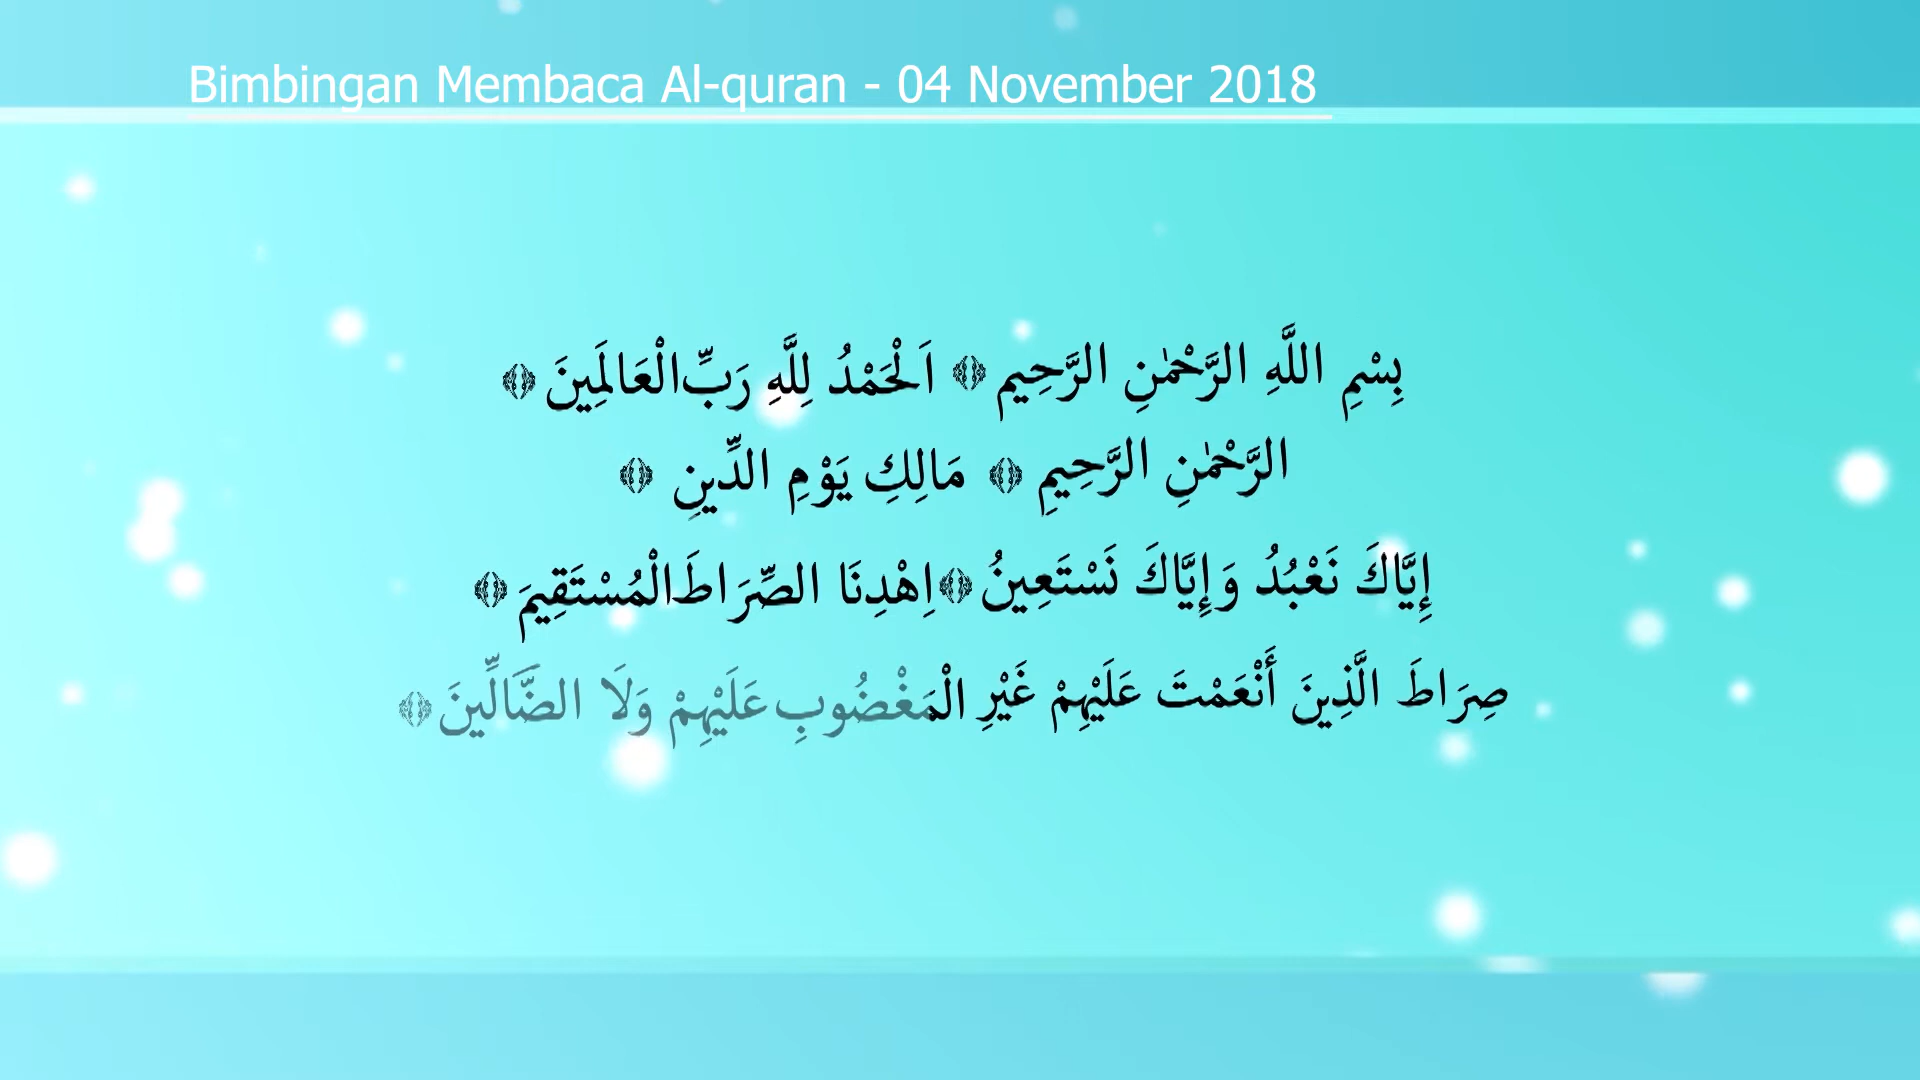 Bimbingan Membaca Al-quran - 04 November 2018
بِسْمِ اللَّهِ الرَّحْمٰنِ الرَّحِيمِ ﴿﴾ اَلْحَمْدُ لِلَّهِ رَبِّ الْعَالَمِينَ ﴿﴾
الرَّحْمٰنِ الرَّحِيمِ ﴿﴾ مَالِكِ يَوْمِ الدِّينِ ﴿﴾
إِيَّاكَ نَعْبُدُ وَإِيَّاكَ نَسْتَعِينُ ﴿﴾ اِهْدِنَا الصِّرَاطَ الْمُسْتَقِيمَ ﴿﴾
صِرَاطَ الَّذِينَ أَنْعَمْتَ عَلَيْهِمْ غَيْرِ الْمَغْضُوبِ عَلَيْهِمْ وَلَا الضَّالِّينَ ﴿﴾